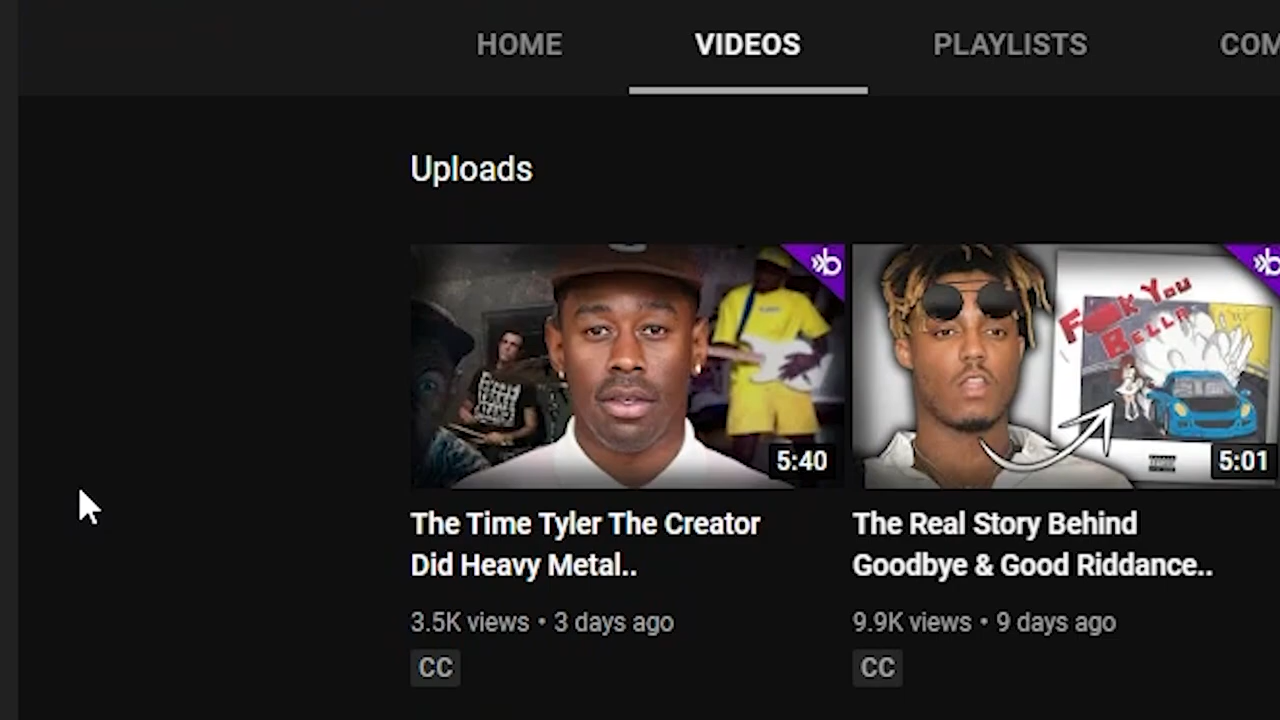 HOME VIDEOS PLAYLISTS COM
Uploads
F  k You
Bella
5:40
5:01
The Time Tyler The Creator
Did Heavy Metal..
The Real Story Behind
Goodbye & Good Riddance..
3.5K views • 3 days ago
9.9K views • 9 days ago
CC
CC